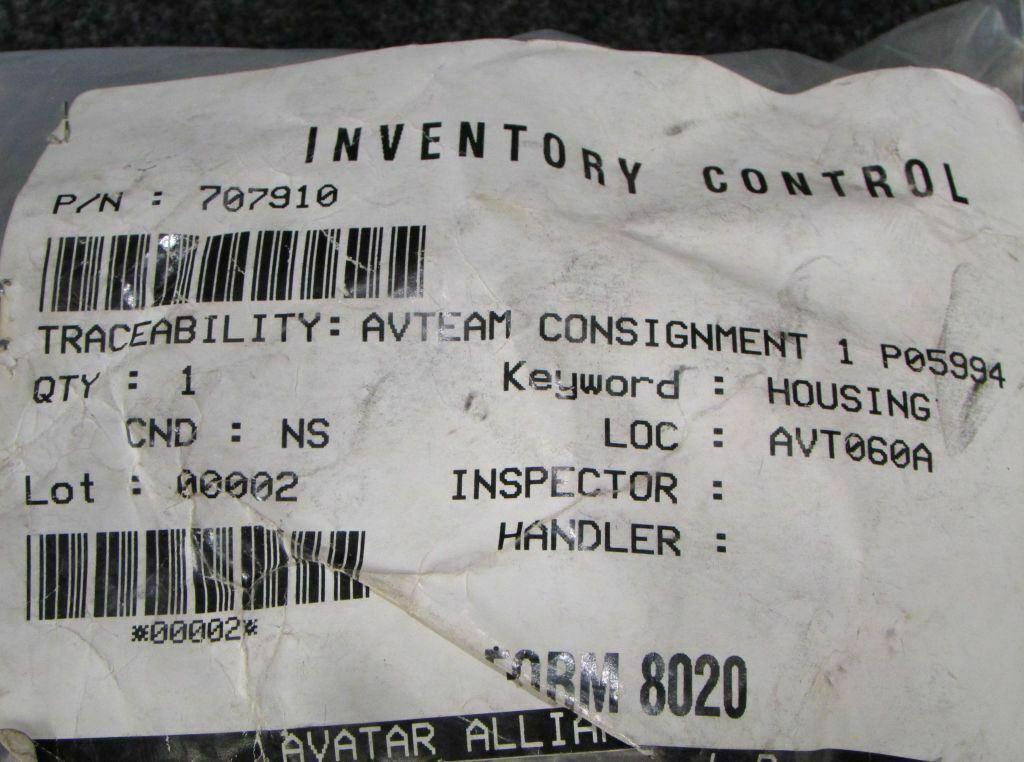 INVENTORY CONTROL
P/N : 707910
TRACEABILITY: AVTEAM CONSIGNMENT 1 P05994
QTY : 1 Keyword : HOUSING
CND : NS LOC : AVT060A
Lot : 00002 INSPECTOR :
HANDLER :
*00002*
FORM 8020
AVATAR